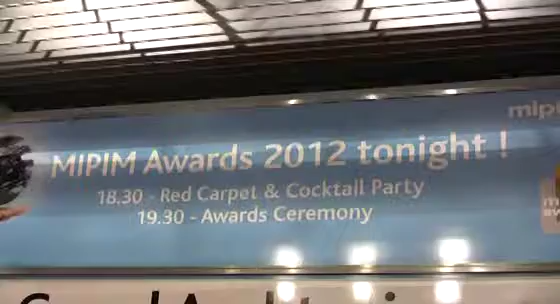 MIPIM Awards 2012 tonight !
18.30 - Red Carpet & Cocktail Party
19.30 - Awards Ceremony